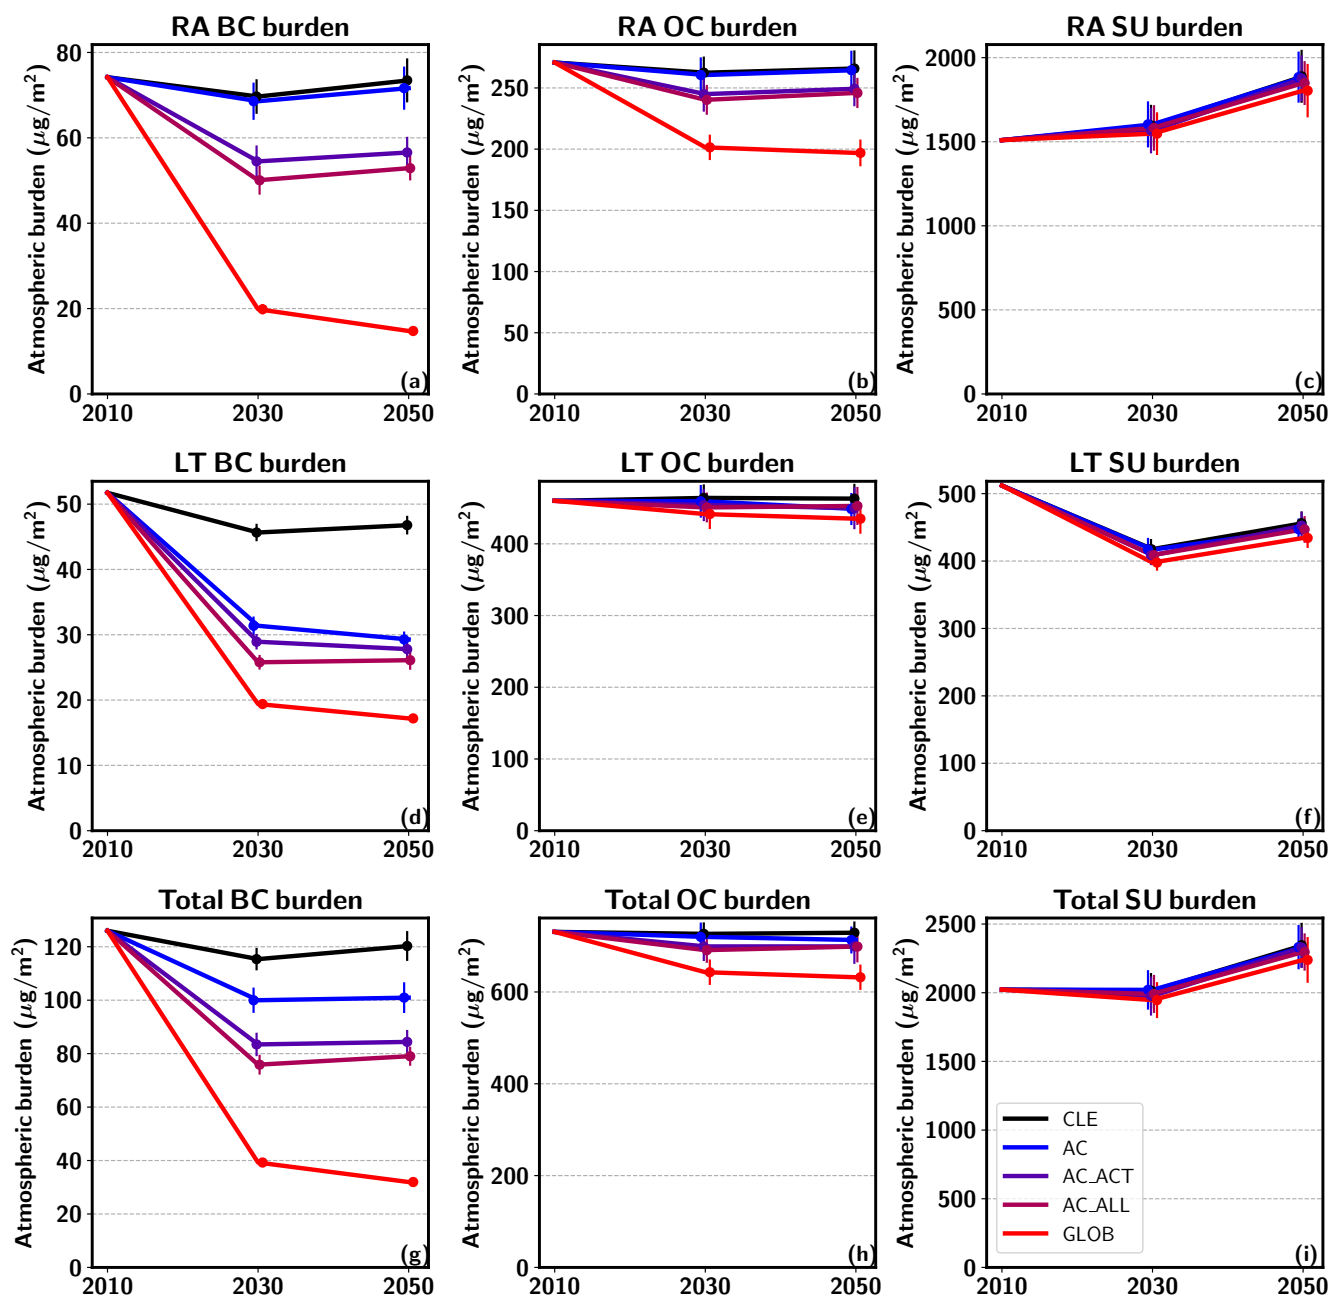 RA BC burden
RA OC burden
RA SU burden
Atmospheric burden (μg/m²)
80
60
40
20
0
2010 2030 2050
(a)
Atmospheric burden (μg/m²)
250
200
150
100
50
0
2010 2030 2050
(b)
Atmospheric burden (μg/m²)
2000
1500
1000
500
0
2010 2030 2050
(c)
LT BC burden
LT OC burden
LT SU burden
Atmospheric burden (μg/m²)
50
40
30
20
10
0
2010 2030 2050
(d)
Atmospheric burden (μg/m²)
400
300
200
100
0
2010 2030 2050
(e)
Atmospheric burden (μg/m²)
500
400
300
200
100
0
2010 2030 2050
(f)
Total BC burden
Total OC burden
Total SU burden
Atmospheric burden (μg/m²)
120
100
80
60
40
20
0
2010 2030 2050
(g)
Atmospheric burden (μg/m²)
600
400
200
0
2010 2030 2050
(h)
Atmospheric burden (μg/m²)
2500
2000
1500
1000
500
0
2010 2030 2050
(i)
CLE
AC
AC_ACT
AC_ALL
GLOB